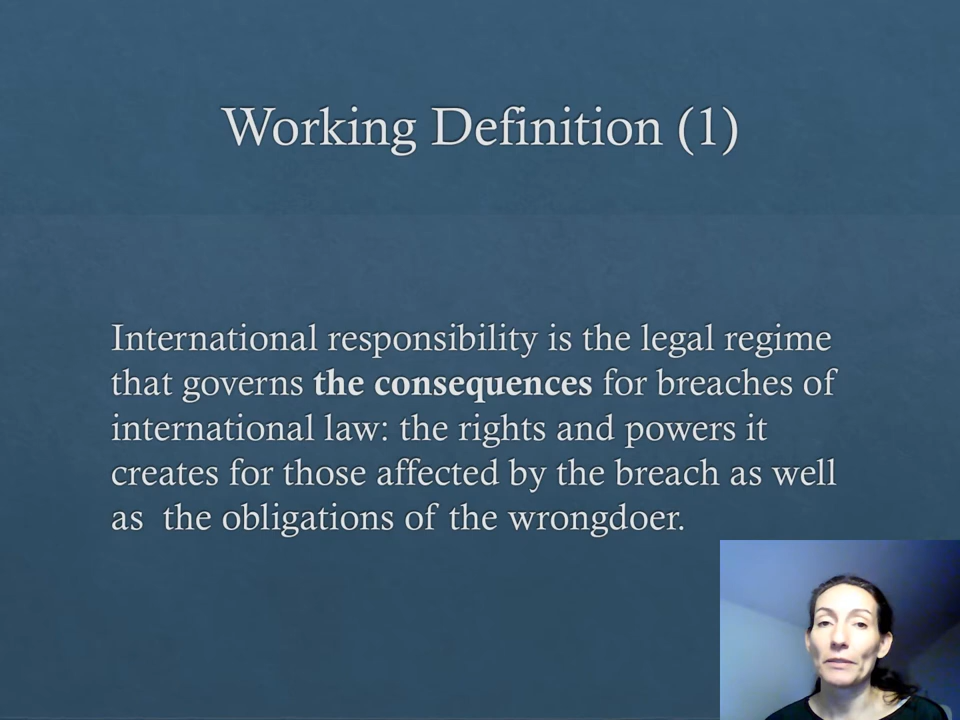 Working Definition (1)
International responsibility is the legal regime
that governs the consequences for breaches of
international law: the rights and powers it
creates for those affected by the breach as well
as  the obligations of the wrongdoer.